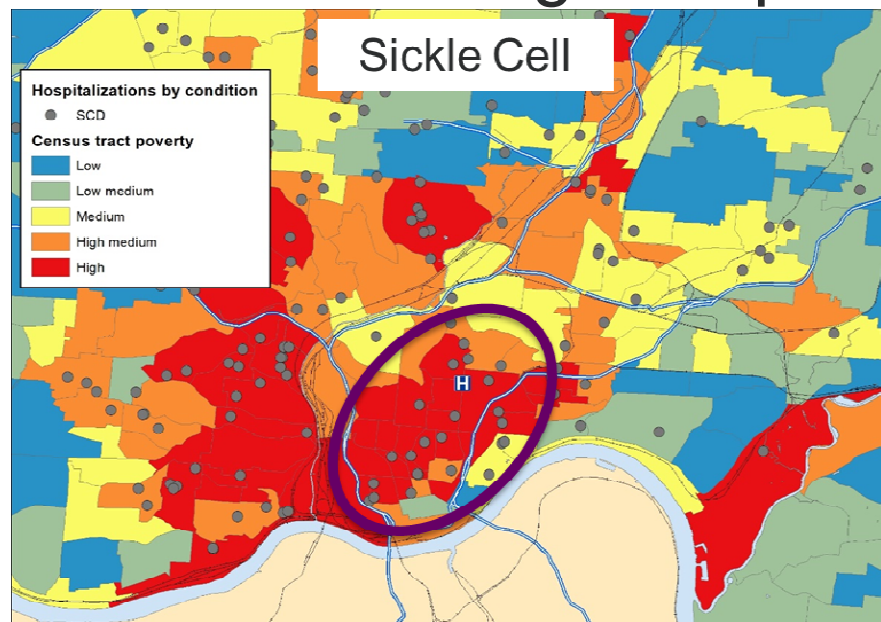 Sickle Cell
Hospitalizations by condition
SCD
Census tract poverty
Low
Low medium
Medium
High medium
High
H